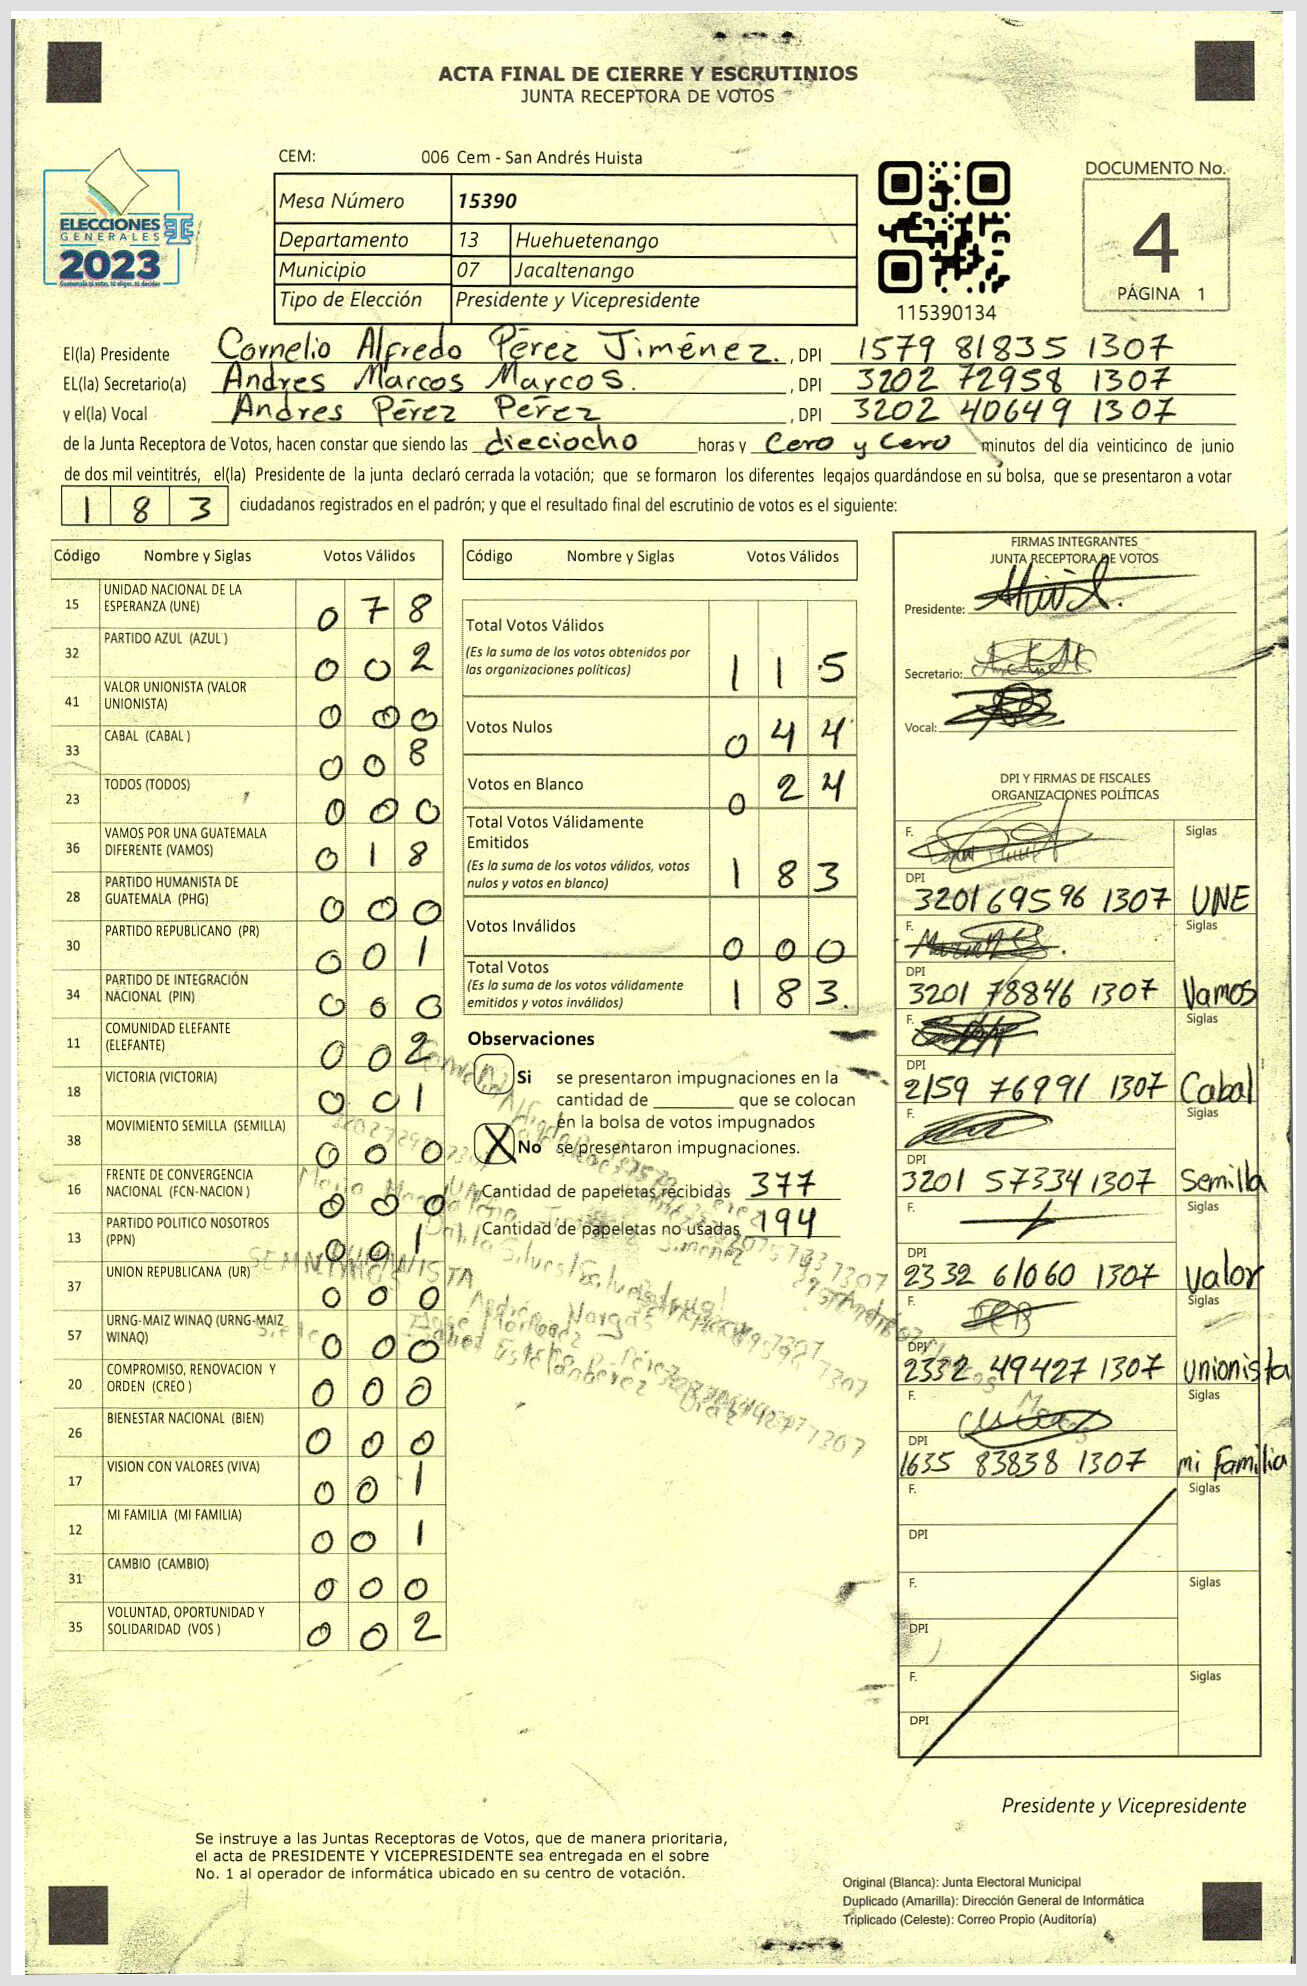 ACTA FINAL DE CIERRE Y ESCRUTINIOS
JUNTA RECEPTORA DE VOTOS
CEM: 006 Cem - San Andrés Huista
ELECCIONES
GENERALES
2023
Mesa Número 15390
Departamento 13 Huehuetenango
Municipio 07 Jacaltenango
Tipo de Elección Presidente y Vicepresidente
115390134
DOCUMENTO No.
4
PÁGINA 1
El(la) Presidente Cornelio Alfredo Pérez Jiménez. , DPI 1579 81835 1307
EL(la) Secretario(a) Andres Marcos Marcos. , DPI 3202 72958 1307
y el(la) Vocal Andres Pérez Pérez , DPI 3202 40649 1307
de la Junta Receptora de Votos, hacen constar que siendo las dieciocho horas y Cero y Cero minutos del día veinticinco de junio
de dos mil veintitrés, el(la) Presidente de la junta declaró cerrada la votación; que se formaron los diferentes legajos guardándose en su bolsa, que se presentaron a votar
183 ciudadanos registrados en el padrón; y que el resultado final del escrutinio de votos es el siguiente:
Código Nombre y Siglas Votos Válidos
15 UNIDAD NACIONAL DE LA
ESPERANZA (UNE) 0 7 8
32 PARTIDO AZUL (AZUL ) 0 0 2
41 VALOR UNIONISTA (VALOR
UNIONISTA) 0 0 0
33 CABAL (CABAL ) 0 0 8
23 TODOS (TODOS) 0 0 0
36 VAMOS POR UNA GUATEMALA
DIFERENTE (VAMOS) 0 1 8
28 PARTIDO HUMANISTA DE
GUATEMALA (PHG) 0 0 0
30 PARTIDO REPUBLICANO (PR) 0 0 1
34 PARTIDO DE INTEGRACIÓN
NACIONAL (PIN) 0 0 0
11 COMUNIDAD ELEFANTE
(ELEFANTE) 0 0 2
18 VICTORIA (VICTORIA) 0 0 1
38 MOVIMIENTO SEMILLA (SEMILLA) 0 0 0
16 FRENTE DE CONVERGENCIA
NACIONAL (FCN-NACION ) 0 0 0
13 PARTIDO POLITICO NOSOTROS
(PPN) 0 0 1
37 UNION REPUBLICANA (UR) 0 0 0
57 URNG-MAIZ WINAQ (URNG-MAIZ
WINAQ) 0 0 0
20 COMPROMISO, RENOVACION Y
ORDEN (CREO ) 0 0 0
26 BIENESTAR NACIONAL (BIEN) 0 0 0
17 VISION CON VALORES (VIVA) 0 0 1
12 MI FAMILIA (MI FAMILIA) 0 0 1
31 CAMBIO (CAMBIO) 0 0 0
35 VOLUNTAD, OPORTUNIDAD Y
SOLIDARIDAD (VOS ) 0 0 2
Código Nombre y Siglas Votos Válidos
Total Votos Válidos
(Es la suma de los votos obtenidos por
las organizaciones políticas) 1 1 5
Votos Nulos 0 4 4
Votos en Blanco 0 2 4
Total Votos Válidamente
Emitidos
(Es la suma de los votos válidos, votos
nulos y votos en blanco) 1 8 3
Votos Inválidos 0 0 0
Total Votos
(Es la suma de los votos válidamente
emitidos y votos inválidos) 1 8 3.
Observaciones
Si se presentaron impugnaciones en la
cantidad de ________ que se colocan
en la bolsa de votos impugnados
X No se presentaron impugnaciones.
Cantidad de papeletas recibidas 377
Cantidad de papeletas no usadas 194
FIRMAS INTEGRANTES
JUNTA RECEPTORA DE VOTOS
Presidente:
Secretario:
Vocal:
DPI Y FIRMAS DE FISCALES
ORGANIZACIONES POLÍTICAS
F. Siglas
DPI
3201 69596 1307 UNE
F. Siglas
DPI
3201 78846 1307 Vamos
F. Siglas
DPI
2159 76991 1307 Cabal
F. Siglas
DPI
3201 57334 1307 Semilla
F. Siglas
DPI
2332 61060 1307 Valor
F. Siglas
DPI
2332 49427 1307 unionista
F. Siglas
DPI
1635 83838 1307 mi familia
F. Siglas
DPI
F. Siglas
DPI
F. Siglas
DPI
Presidente y Vicepresidente
Se instruye a las Juntas Receptoras de Votos, que de manera prioritaria,
el acta de PRESIDENTE Y VICEPRESIDENTE sea entregada en el sobre
No. 1 al operador de informática ubicado en su centro de votación.
Original (Blanca): Junta Electoral Municipal
Duplicado (Amarilla): Dirección General de Informática
Triplicado (Celeste): Correo Propio (Auditoría)